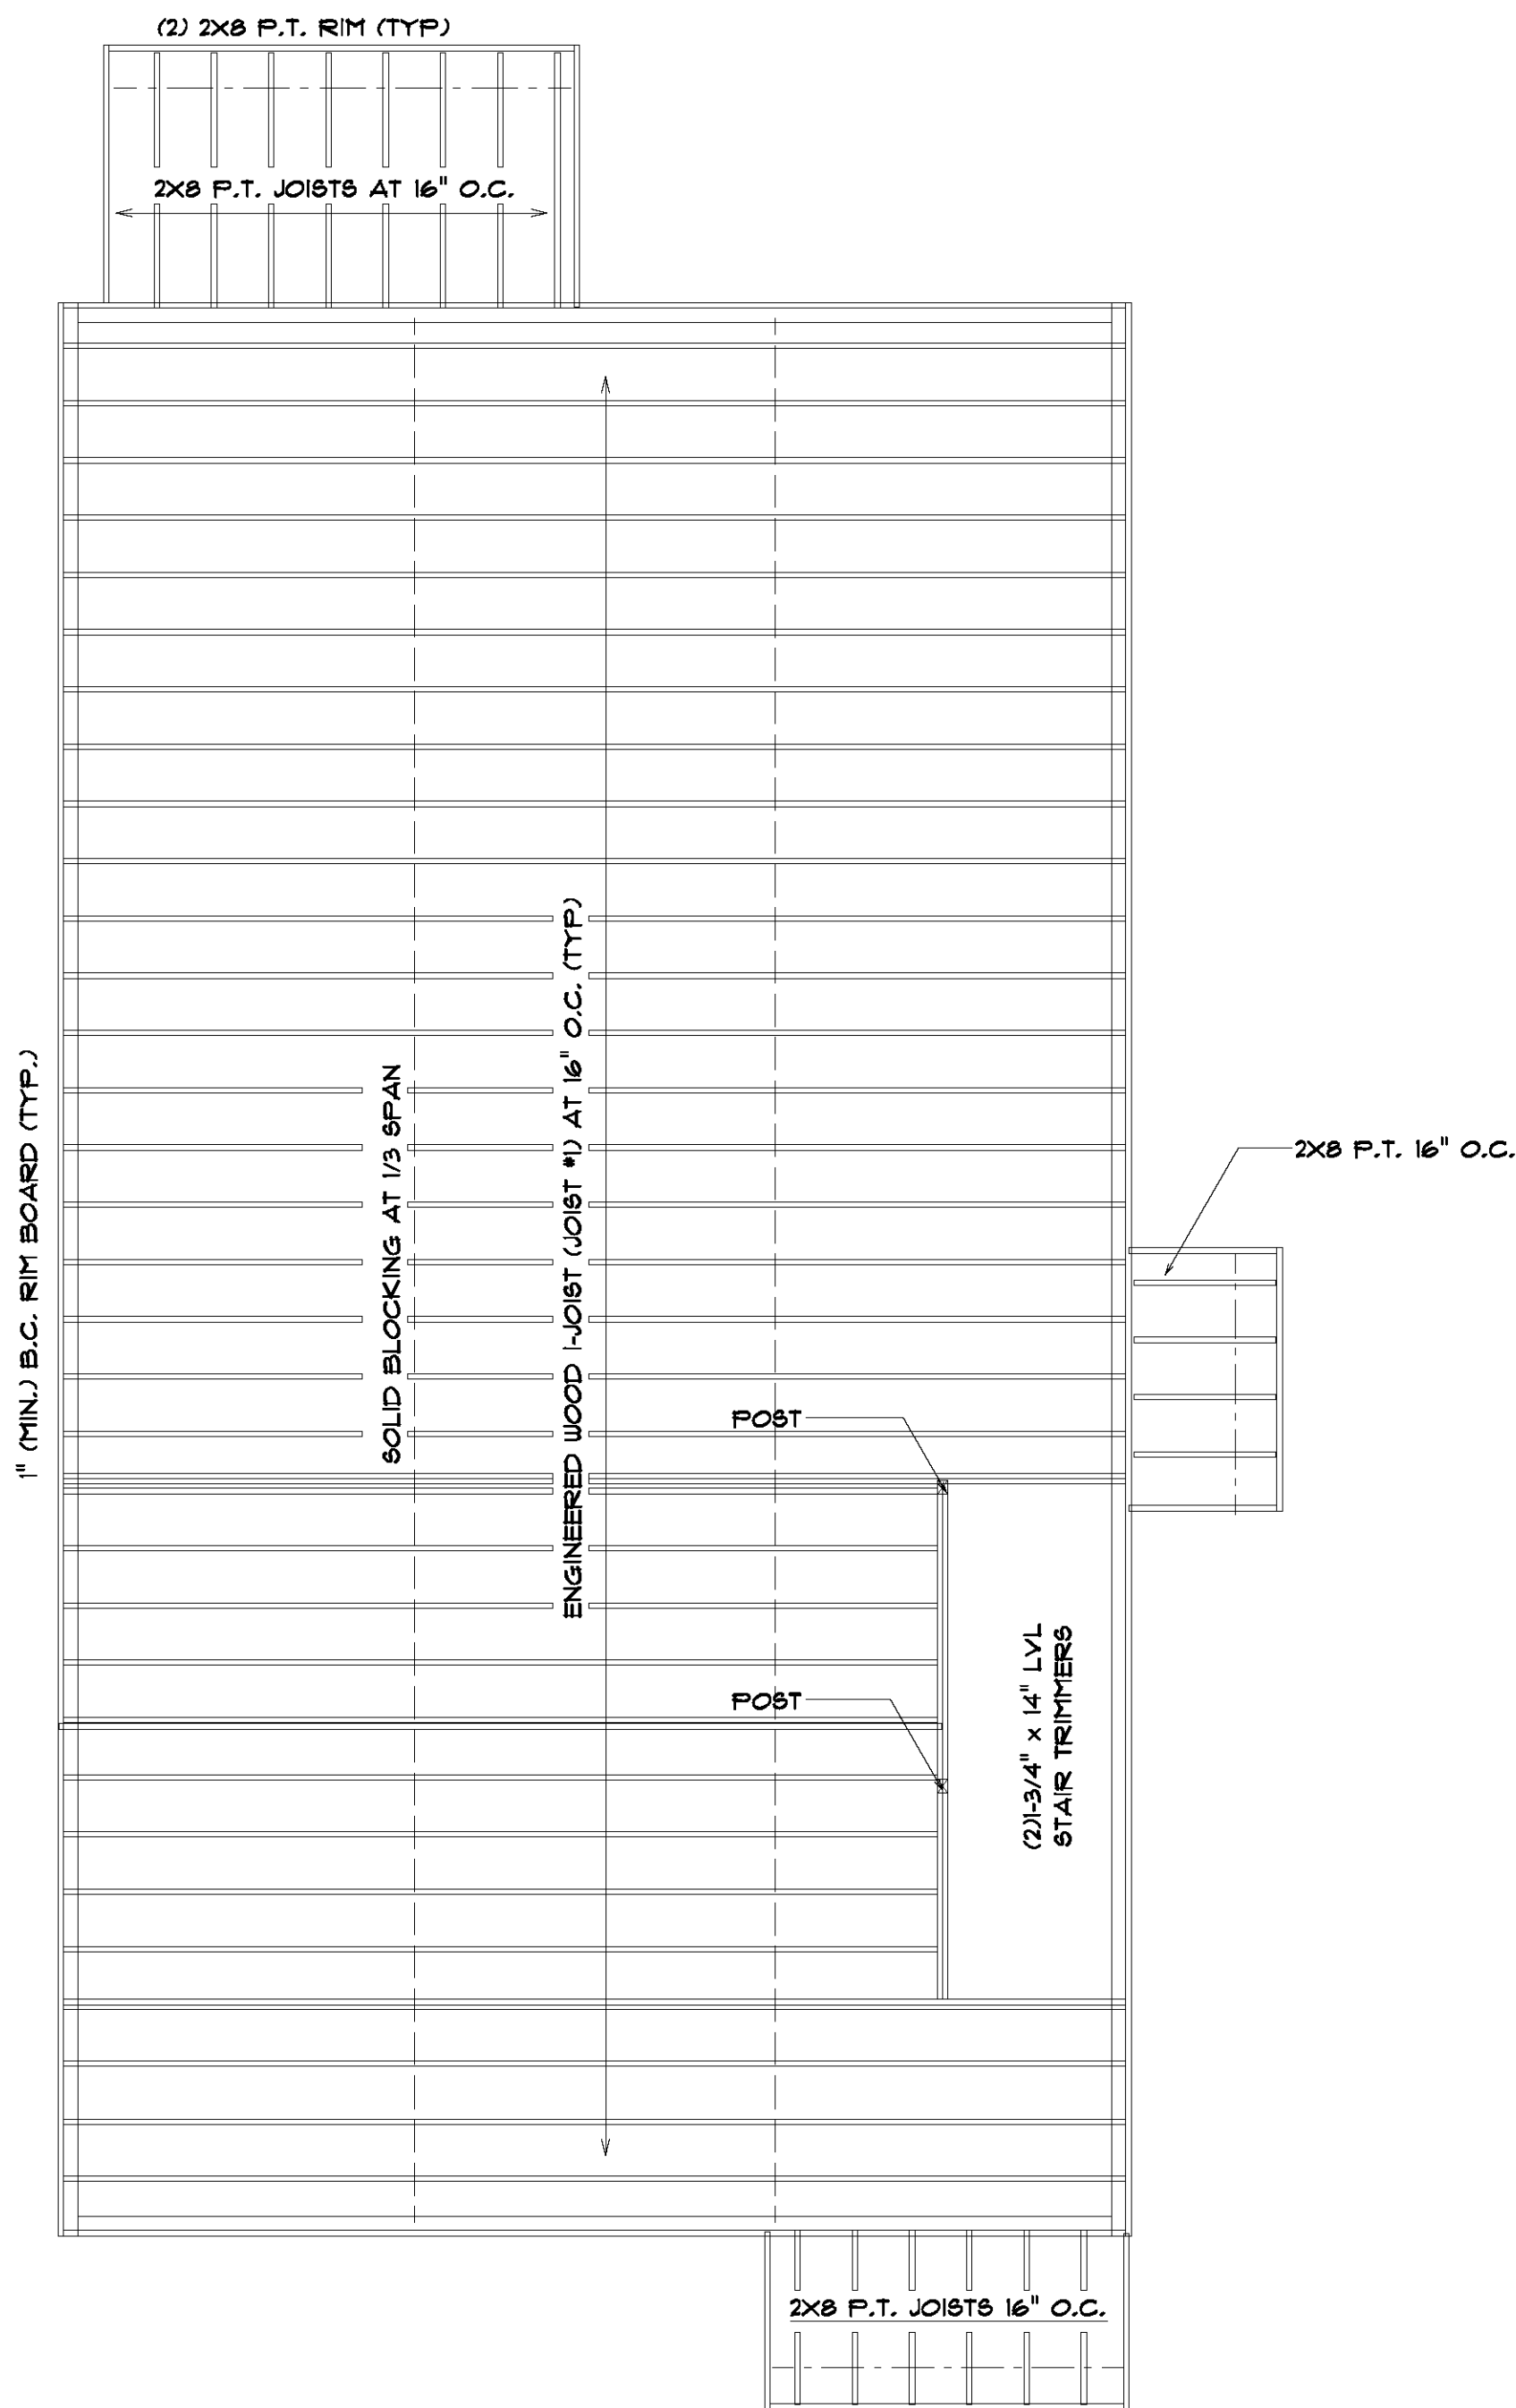 (2) 2X8 P.T. RIM (TYP)
2X8 P.T. JOISTS AT 16" O.C.
1" (MIN.) B.C. RIM BOARD (TYP.)
SOLID BLOCKING AT 1/3 SPAN
ENGINEERED WOOD I-JOIST (JOIST #1) AT 16" O.C. (TYP)
2X8 P.T. 16" O.C.
POST
POST
(2)1-3/4" x 14" LVL
STAIR TRIMMERS
2X8 P.T. JOISTS 16" O.C.